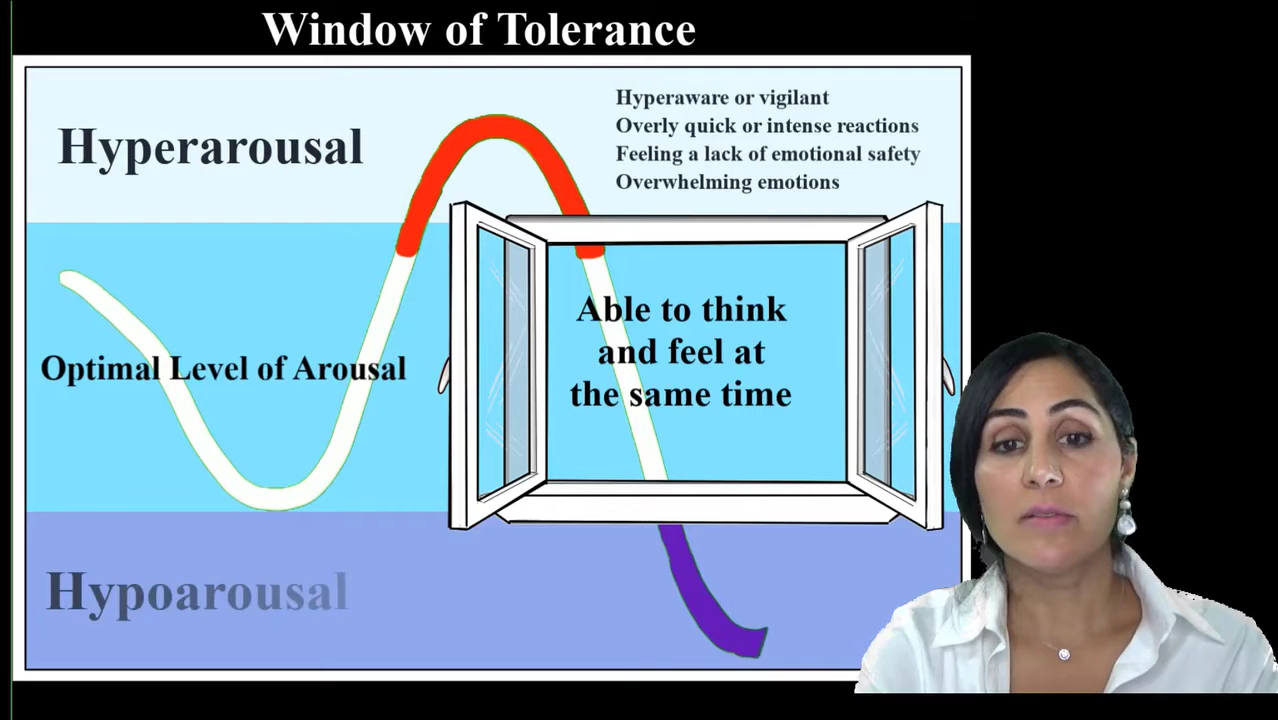 Window of Tolerance
Hyperarousal
Hyperaware or vigilant
Overly quick or intense reactions
Feeling a lack of emotional safety
Overwhelming emotions
Optimal Level of Arousal
Able to think
and feel at
the same time
Hypoarousal